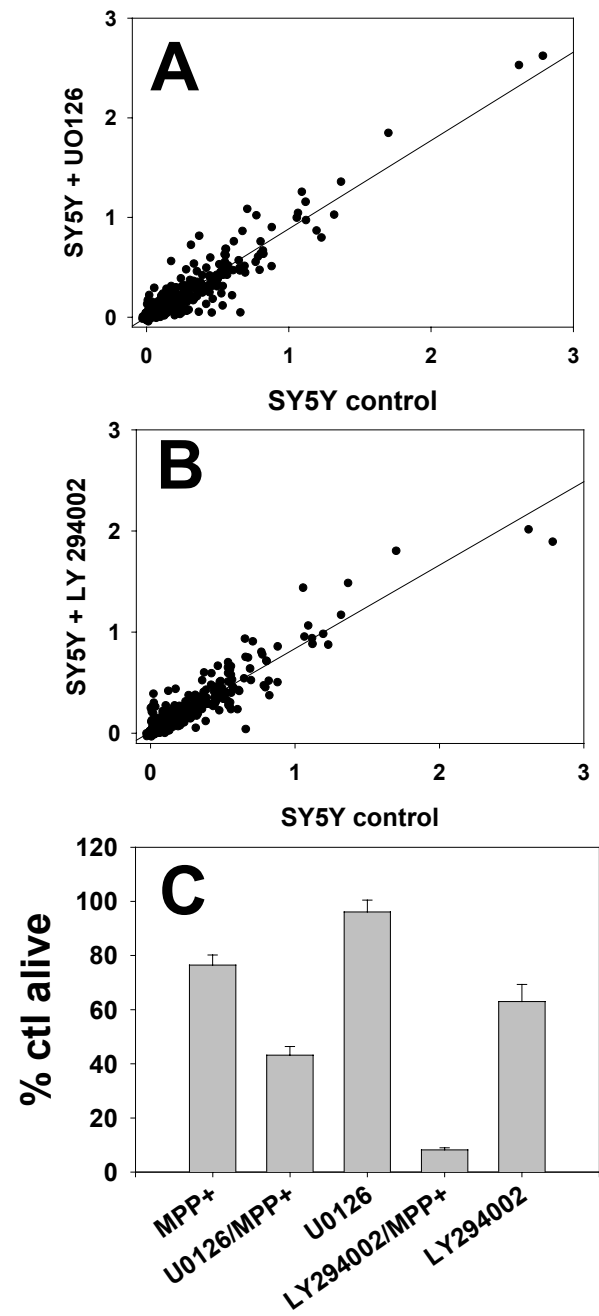 A
3
2
1
0
SY5Y + UO126
0 1 2 3
SY5Y control
B
3
2
1
0
SY5Y + LY 294002
0 1 2 3
SY5Y control
C
120
100
80
60
40
20
0
% ctl alive
MPP+
U0126/MPP+
U0126
LY294002/MPP+
LY294002